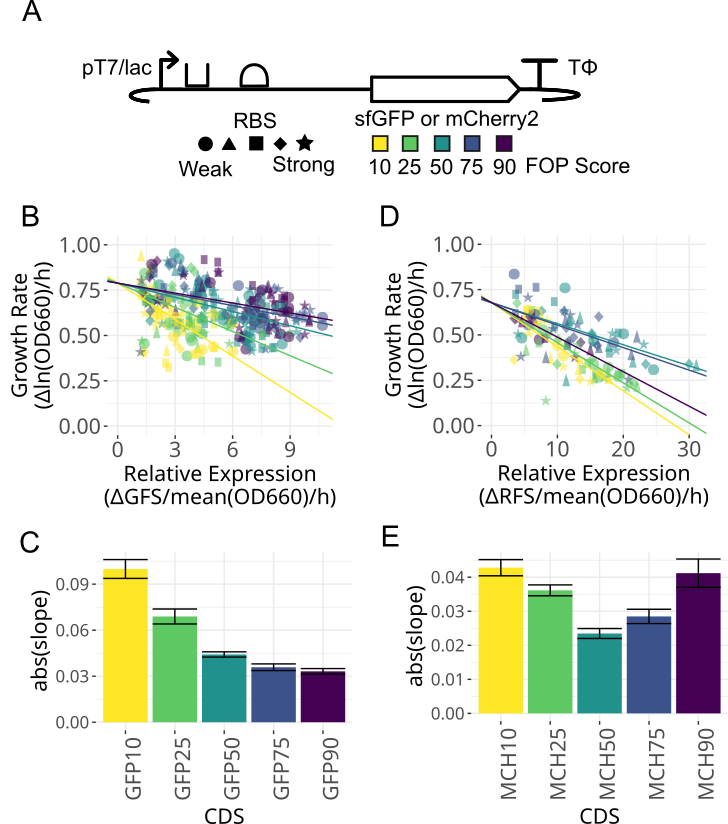 A
pT7/lac
TΦ
RBS
sfGFP or mCherry2
Weak
Strong
10 25 50 75 90 FOP Score
B
1.00
0.75
0.50
0.25
0.00
Growth Rate
(Δln(OD660)/h)
0 3 6 9
Relative Expression
(ΔGFS/mean(OD660)/h)
D
1.00
0.75
0.50
0.25
0.00
Growth Rate
(Δln(OD660)/h)
0 10 20 30
Relative Expression
(ΔRFS/mean(OD660)/h)
C
0.09
0.06
0.03
0.00
abs(slope)
GFP10
GFP25
GFP50
GFP75
GFP90
CDS
E
0.04
0.03
0.02
0.01
0.00
abs(slope)
MCH10
MCH25
MCH50
MCH75
MCH90
CDS